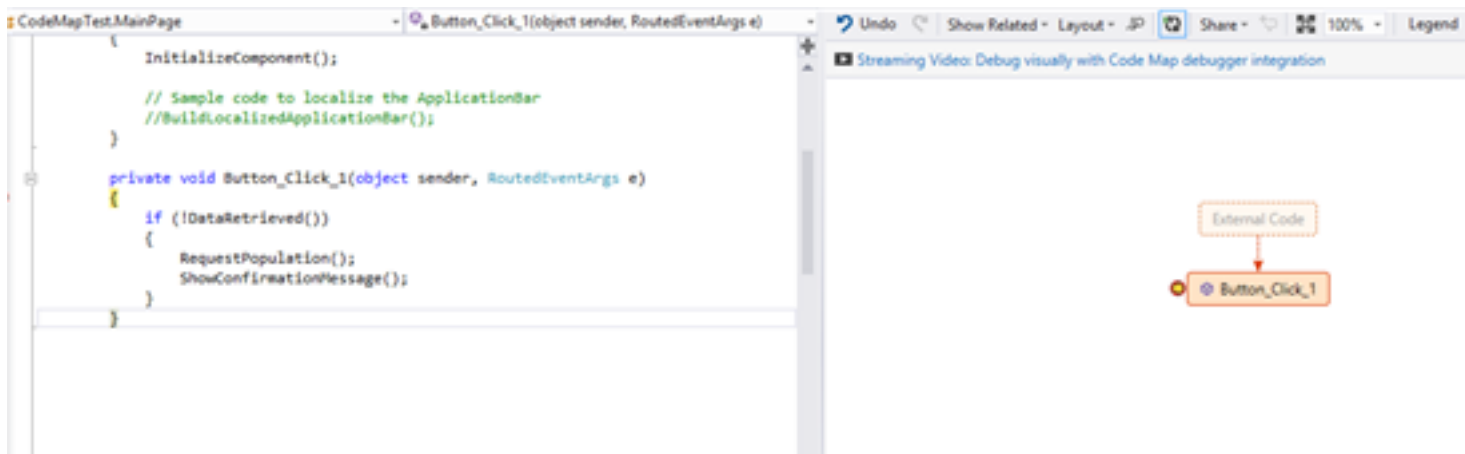 CodeMapTest.MainPage
Button_Click_1(object sender, RoutedEventArgs e)
{
InitializeComponent();
// Sample code to localize the ApplicationBar
//BuildLocalizedApplicationBar();
}
private void Button_Click_1(object sender, RoutedEventArgs e)
{
if (!DataRetrieved())
{
RequestPopulation();
ShowConfirmationMessage();
}
}
Undo Show Related Layout Share 100% Legend
Streaming Video: Debug visually with Code Map debugger integration
External Code
Button_Click_1